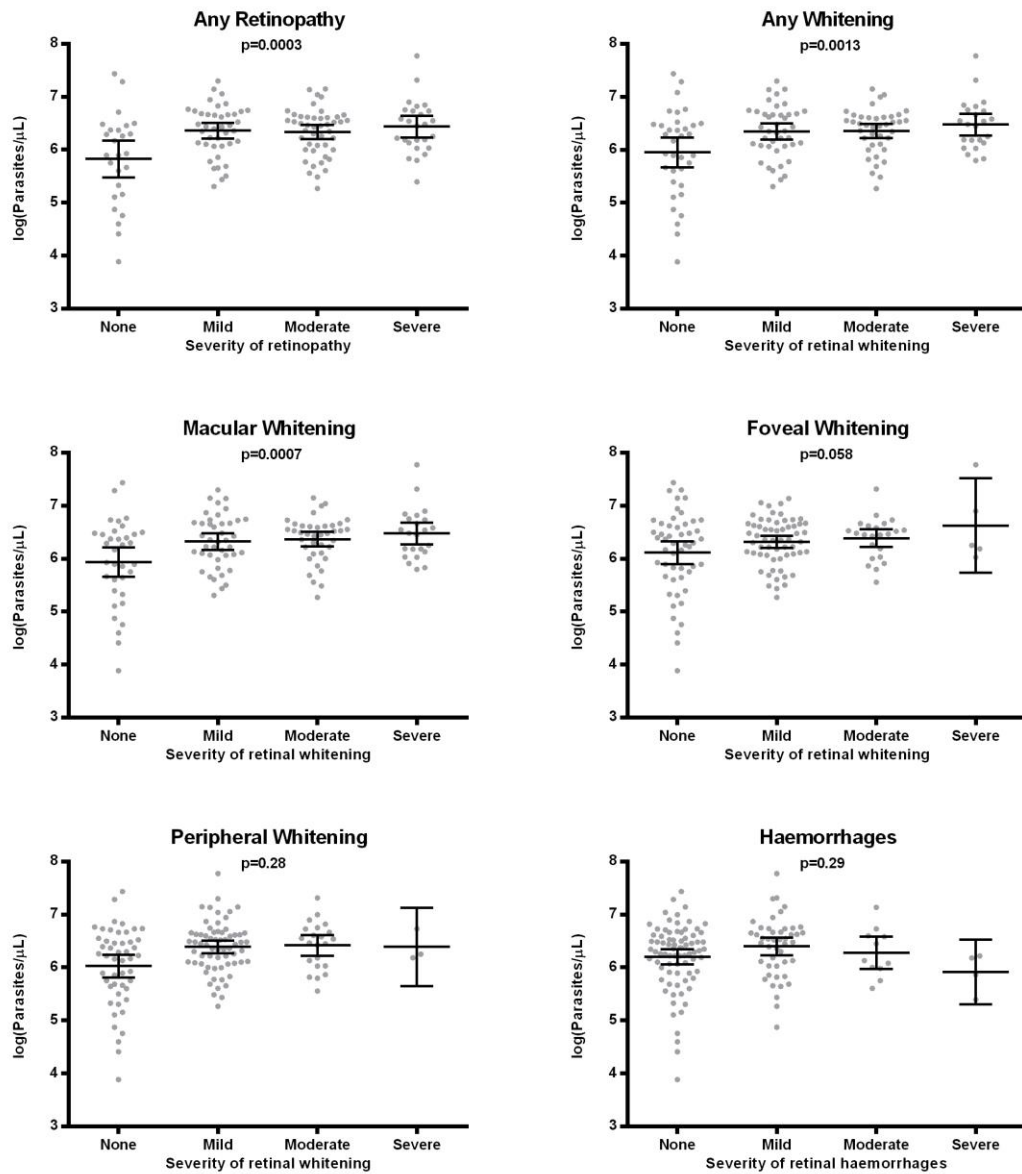 Any Retinopathy
p=0.0003
log(Parasites/μL)
8
7
6
5
4
3
None Mild Moderate Severe
Severity of retinopathy
Any Whitening
p=0.0013
log(Parasites/μL)
8
7
6
5
4
3
None Mild Moderate Severe
Severity of retinal whitening
Macular Whitening
p=0.0007
log(Parasites/μL)
8
7
6
5
4
3
None Mild Moderate Severe
Severity of retinal whitening
Foveal Whitening
p=0.058
log(Parasites/μL)
8
7
6
5
4
3
None Mild Moderate Severe
Severity of retinal whitening
Peripheral Whitening
p=0.28
log(Parasites/μL)
8
7
6
5
4
3
None Mild Moderate Severe
Severity of retinal whitening
Haemorrhages
p=0.29
log(Parasites/μL)
8
7
6
5
4
3
None Mild Moderate Severe
Severity of retinal haemorrhages